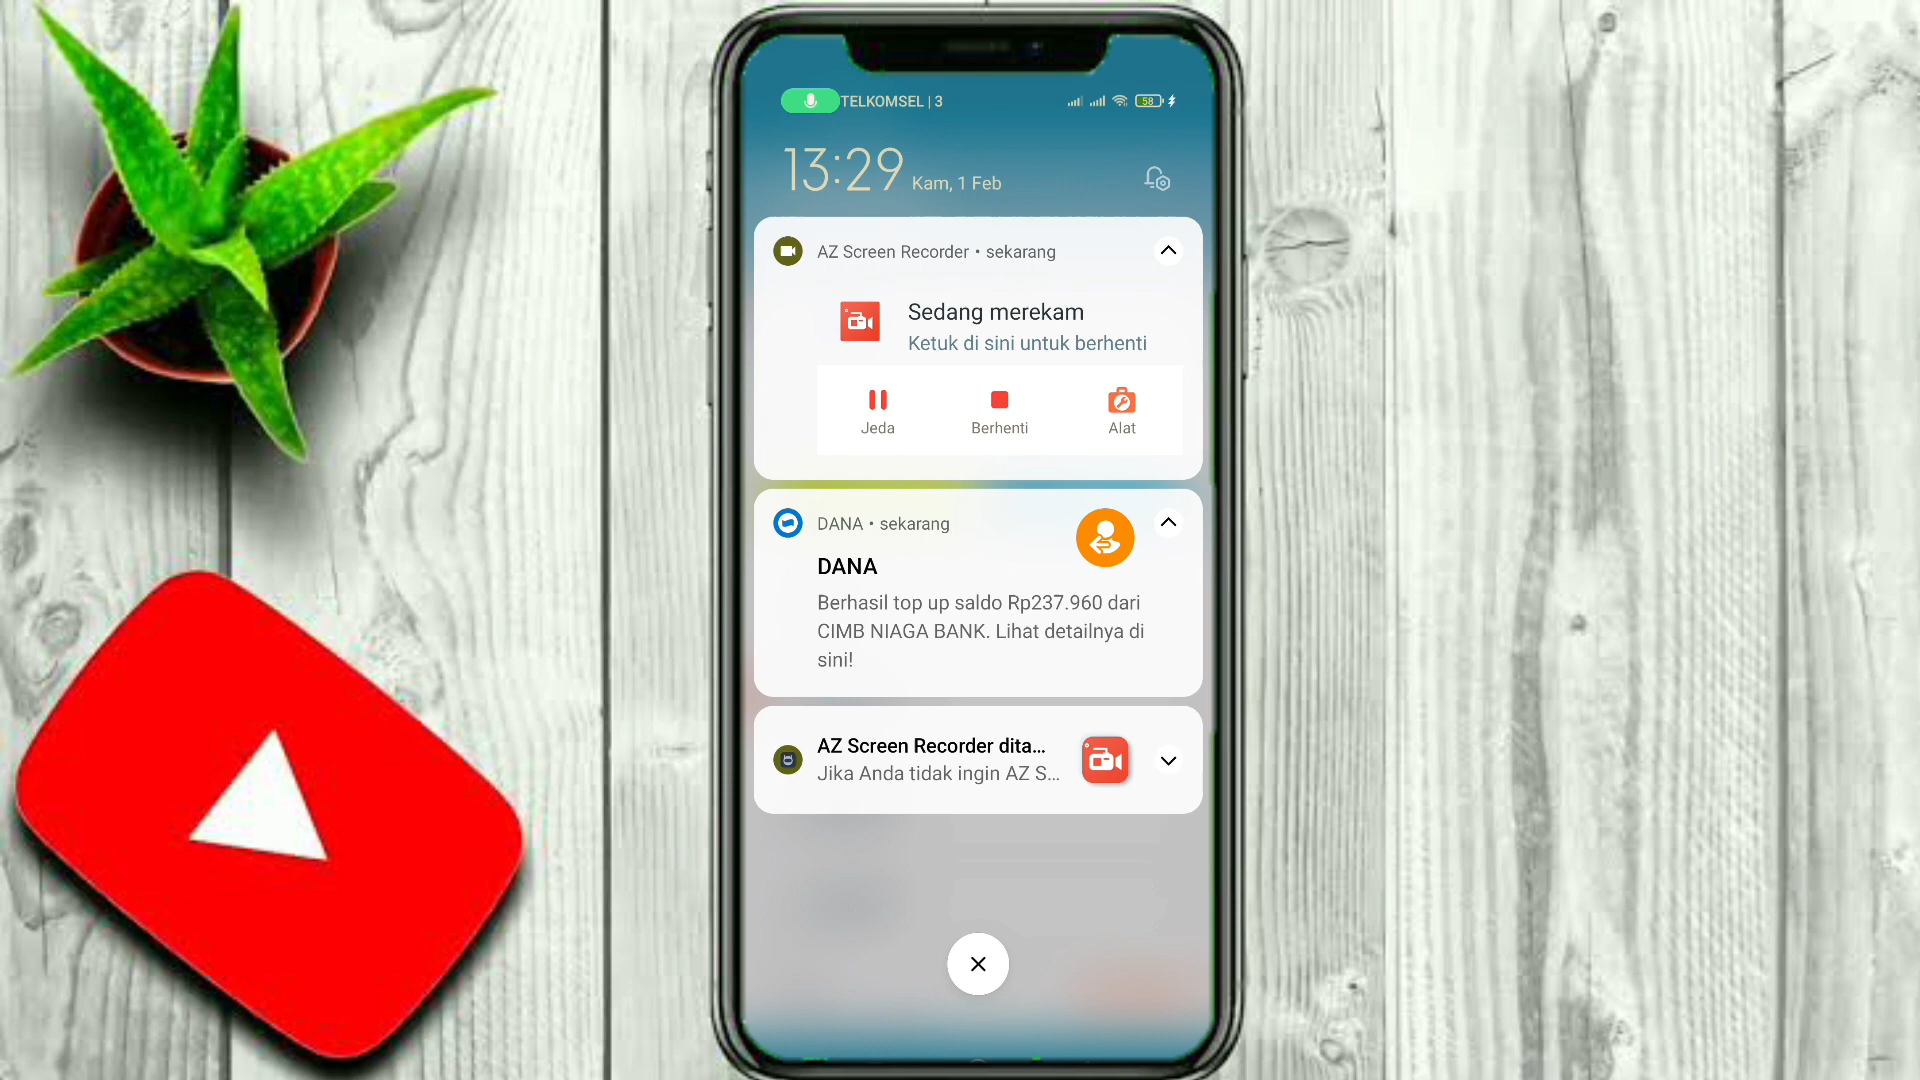 TELKOMSEL | 3
58
13:29 Kam, 1 Feb
AZ Screen Recorder • sekarang
Sedang merekam
Ketuk di sini untuk berhenti
Jeda Berhenti Alat
DANA • sekarang
DANA
Berhasil top up saldo Rp237.960 dari
CIMB NIAGA BANK. Lihat detailnya di
sini!
AZ Screen Recorder dita...
Jika Anda tidak ingin AZ S...